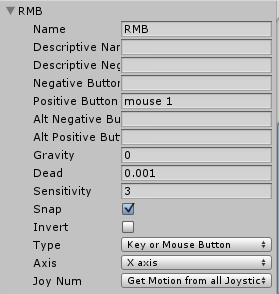 RMB
Name RMB
Descriptive Nar
Descriptive Neg
Negative Button
Positive Button mouse 1
Alt Negative Bu
Alt Positive But
Gravity 0
Dead 0.001
Sensitivity 3
Snap
Invert
Type Key or Mouse Button
Axis X axis
Joy Num Get Motion from all Joystic